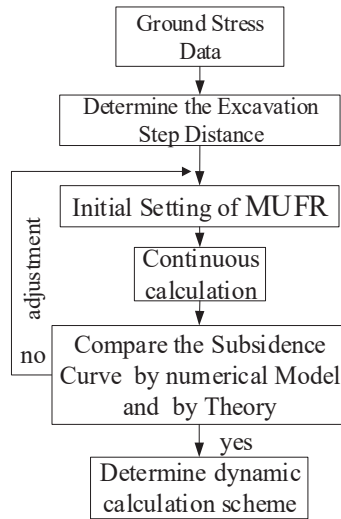 Ground Stress
Data
Determine the Excavation
Step Distance
Initial Setting of MUFR
Continuous
calculation
adjustment
no
Compare the Subsidence
Curve by numerical Model
and by Theory
yes
Determine dynamic
calculation scheme